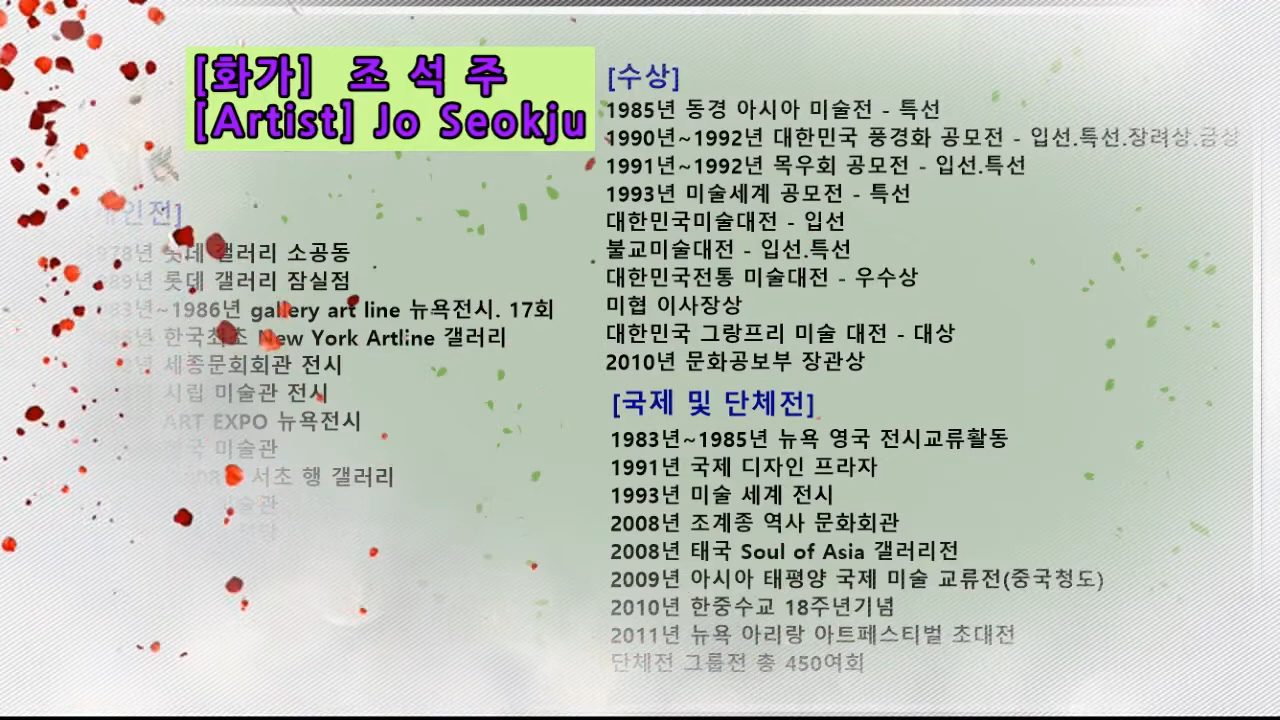 [화가] 조 석 주
[Artist] Jo Seokju
갤러리 소공동
롯데 갤러리 잠실점
~1986년 gallery art line 뉴욕전시. 17회
한국최초 New York Artline 갤러리
세종문회회관 전시
시립 미술관 전시
ART EXPO 뉴욕전시
미술관
서초 행 갤러리
[수상]
1985년 동경 아시아 미술전 - 특선
1990년~1992년 대한민국 풍경화 공모전 - 입선.특선.장려상.금상
1991년~1992년 목우회 공모전 - 입선.특선
1993년 미술세계 공모전 - 특선
대한민국미술대전 - 입선
불교미술대전 - 입선.특선
대한민국전통 미술대전 - 우수상
미협 이사장상
대한민국 그랑프리 미술 대전 - 대상
2010년 문화공보부 장관상
[국제 및 단체전]
1983년~1985년 뉴욕 영국 전시교류활동
1991년 국제 디자인 프라자
1993년 미술 세계 전시
2008년 조계종 역사 문화회관
2008년 태국 Soul of Asia 갤러리전
2009년 아시아 태평양 국제 미술 교류전(중국청도)
2010년 한중수교 18주년기념
2011년 뉴욕 아리랑 아트페스티벌 초대전
단체전 그룹전 총 450여회